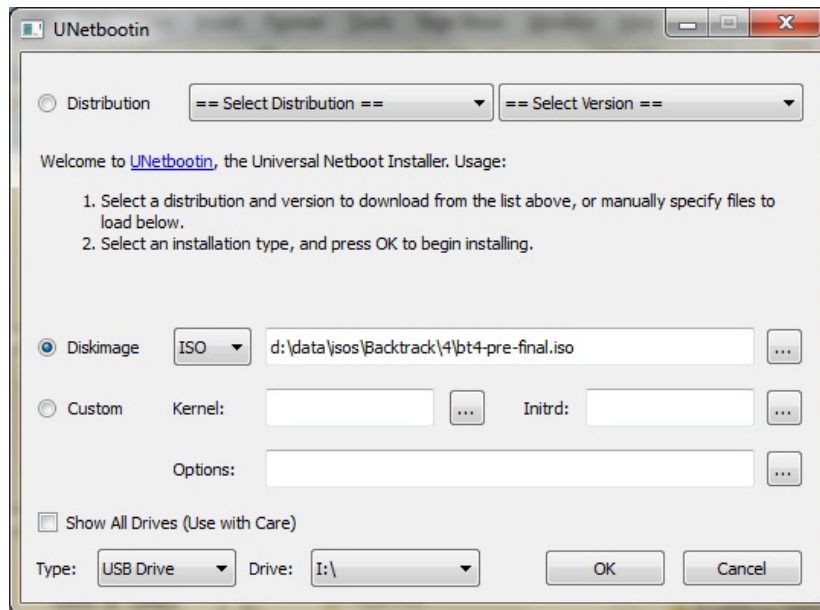 UNetbootin
Distribution == Select Distribution == == Select Version ==
Welcome to UNetbootin, the Universal Netboot Installer. Usage:
1. Select a distribution and version to download from the list above, or manually specify files to
load below.
2. Select an installation type, and press OK to begin installing.
Diskimage ISO d:\data\isos\Backtrack\4\bt4-pre-final.iso ...
Custom Kernel: ... Initrd: ...
Options: ...
Show All Drives (Use with Care)
Type: USB Drive Drive: I:\ OK Cancel